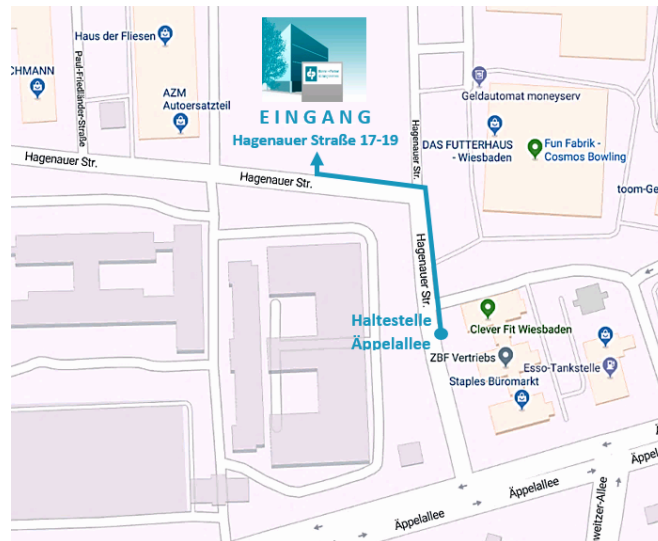 Haus der Fliesen
CHMANN
Paul-Friedländer-Straße
AZM
Autoersatzteil
EINGANG
Hagenauer Straße 17-19
Geldautomat moneyserv
DAS FUTTERHAUS
- Wiesbaden
Fun Fabrik -
Cosmos Bowling
toom-Ge
Hagenauer Str.
Hagenauer Str.
Hagenauer Str.
Hagenauer Str.
Haltestelle
Äppelallee
Clever Fit Wiesbaden
ZBF Vertriebs
Esso-Tankstelle
Staples Büromarkt
Äppelallee
Äppelallee
Äppelallee
Äppel
weitzer-Allee